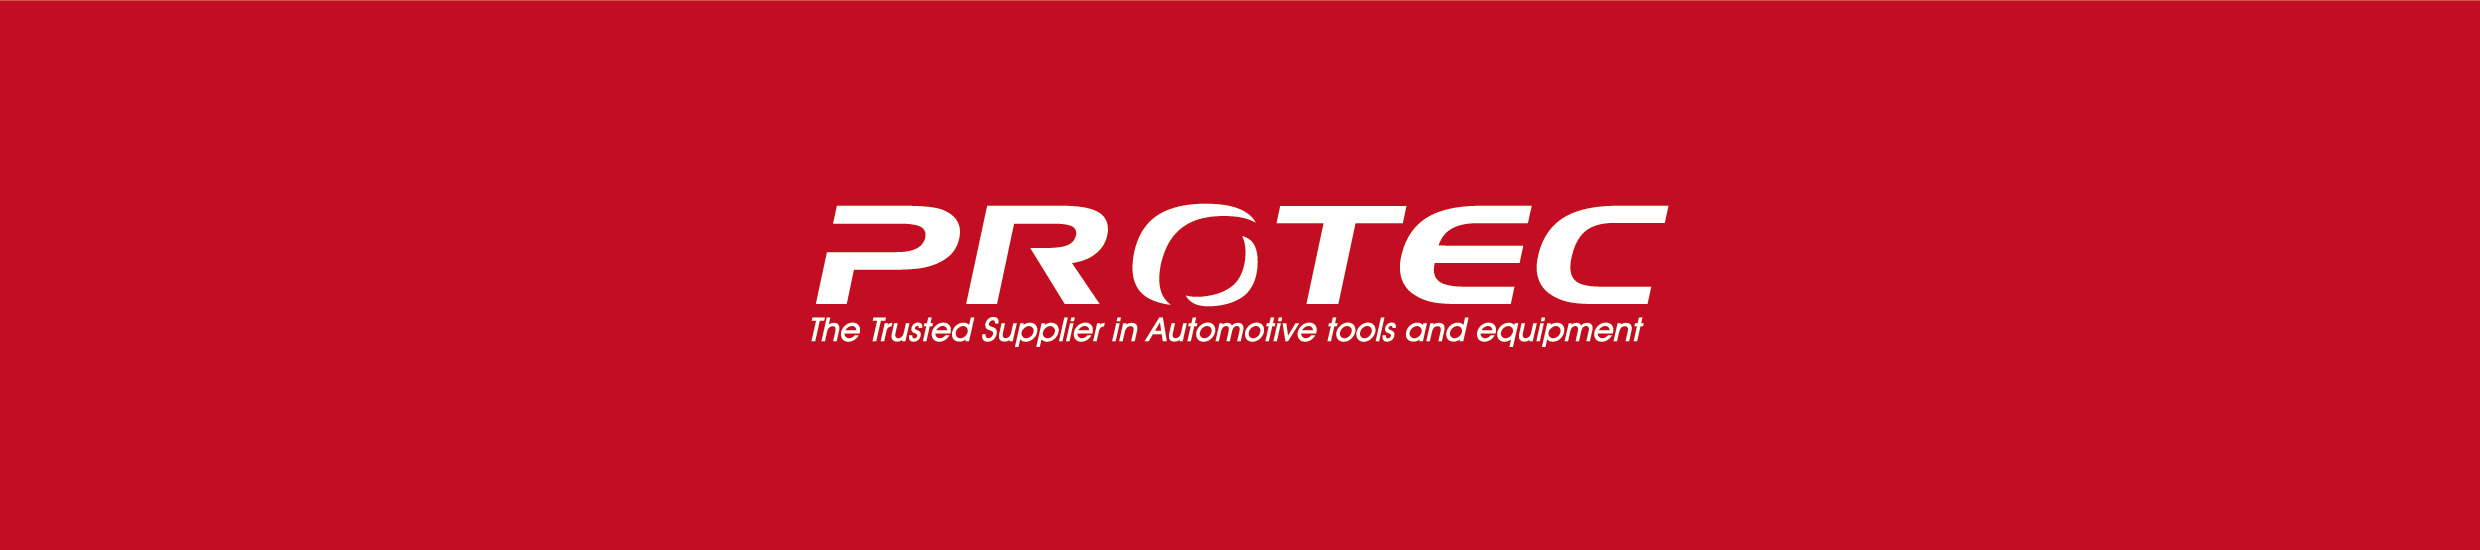 PROTEC
The Trusted Supplier in Automotive tools and equipment